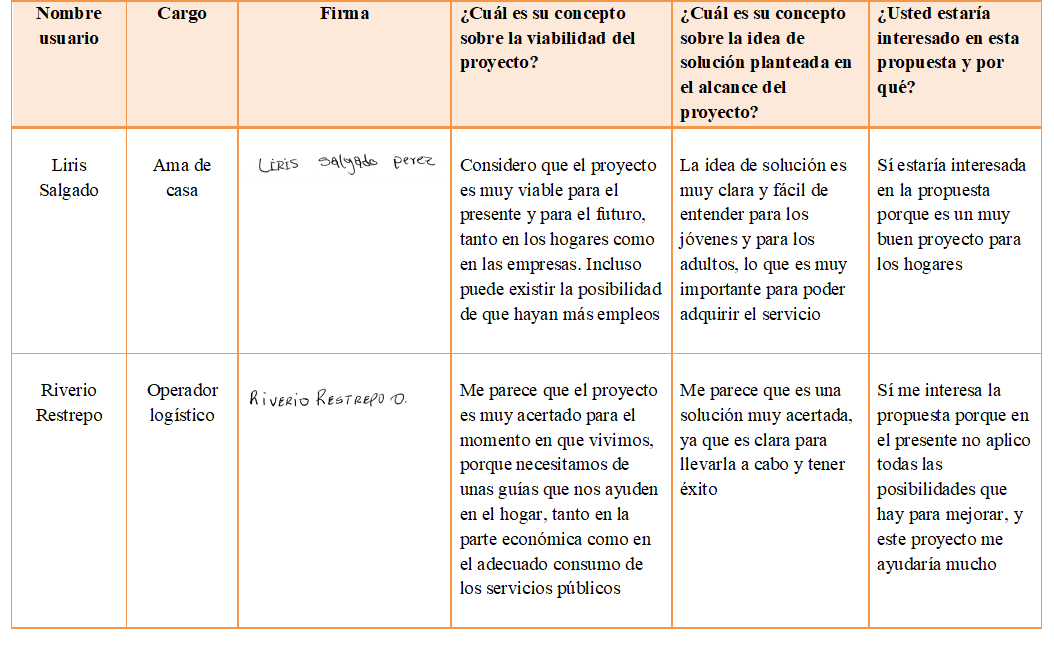 Nombre
usuario
Cargo
Firma
¿Cuál es su concepto
sobre la viabilidad del
proyecto?
¿Cuál es su concepto
sobre la idea de
solución planteada en
el alcance del
proyecto?
¿Usted estaría
interesado en esta
propuesta y por
qué?
Liris
Salgado
Ama de
casa
Liris salgado perez
Considero que el proyecto
es muy viable para el
presente y para el futuro,
tanto en los hogares como
en las empresas. Incluso
puede existir la posibilidad
de que hayan más empleos
La idea de solución es
muy clara y fácil de
entender para los
jóvenes y para los
adultos, lo que es muy
importante para poder
adquirir el servicio
Sí estaría interesada
en la propuesta
porque es un muy
buen proyecto para
los hogares
Riverio
Restrepo
Operador
logístico
RiVERiO RESTREPO O.
Me parece que el proyecto
es muy acertado para el
momento en que vivimos,
porque necesitamos de
unas guías que nos ayuden
en el hogar, tanto en la
parte económica como en
el adecuado consumo de
los servicios públicos
Me parece que es una
solución muy acertada,
ya que es clara para
llevarla a cabo y tener
éxito
Sí me interesa la
propuesta porque en
el presente no aplico
todas las
posibilidades que
hay para mejorar, y
este proyecto me
ayudaría mucho